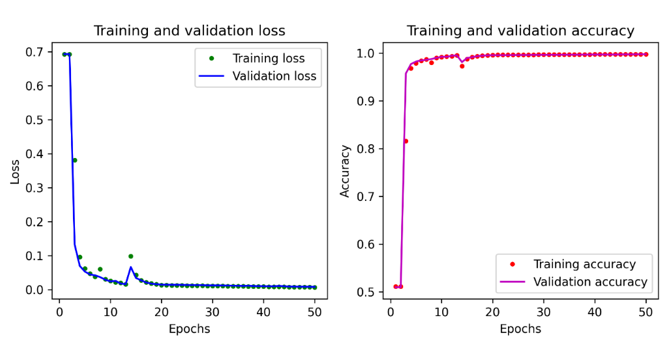 Training and validation loss
0.7
0.6
0.5
0.4
0.3
0.2
0.1
0.0
Loss
0
10
20
30
40
50
Epochs
Training loss
Validation loss
Training and validation accuracy
1.0
0.9
0.8
0.7
0.6
0.5
Accuracy
0
10
20
30
40
50
Epochs
Training accuracy
Validation accuracy